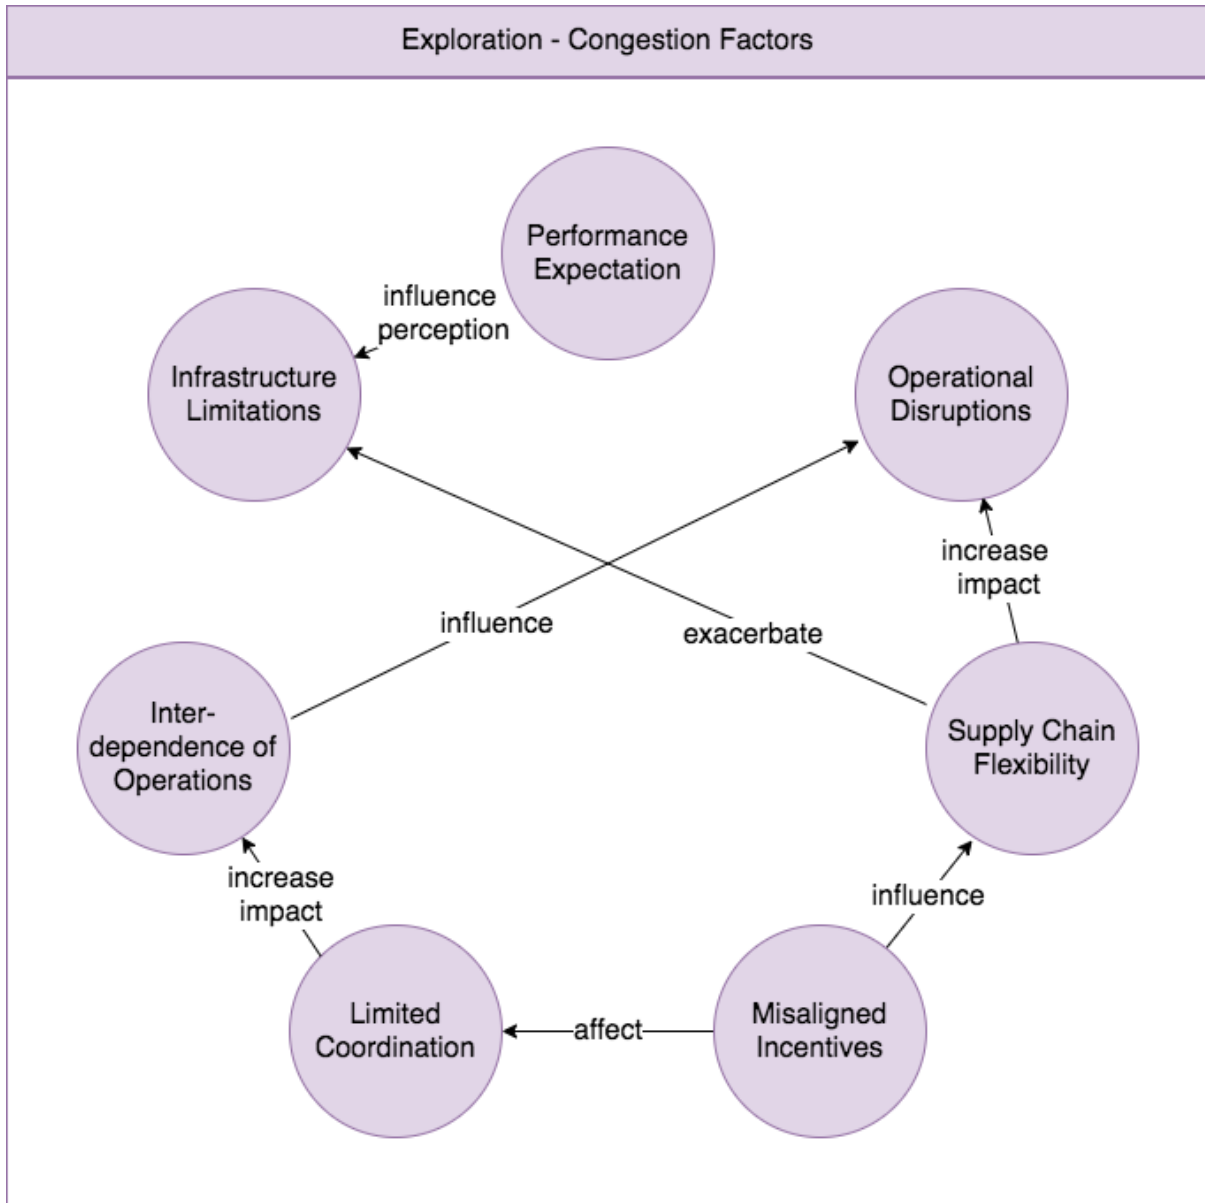 Exploration - Congestion Factors
Performance
Expectation
influence
perception
Infrastructure
Limitations
Operational
Disruptions
increase
impact
influence
exacerbate
Inter-
dependence of
Operations
Supply Chain
Flexibility
increase
impact
influence
Limited
Coordination
affect
Misaligned
Incentives